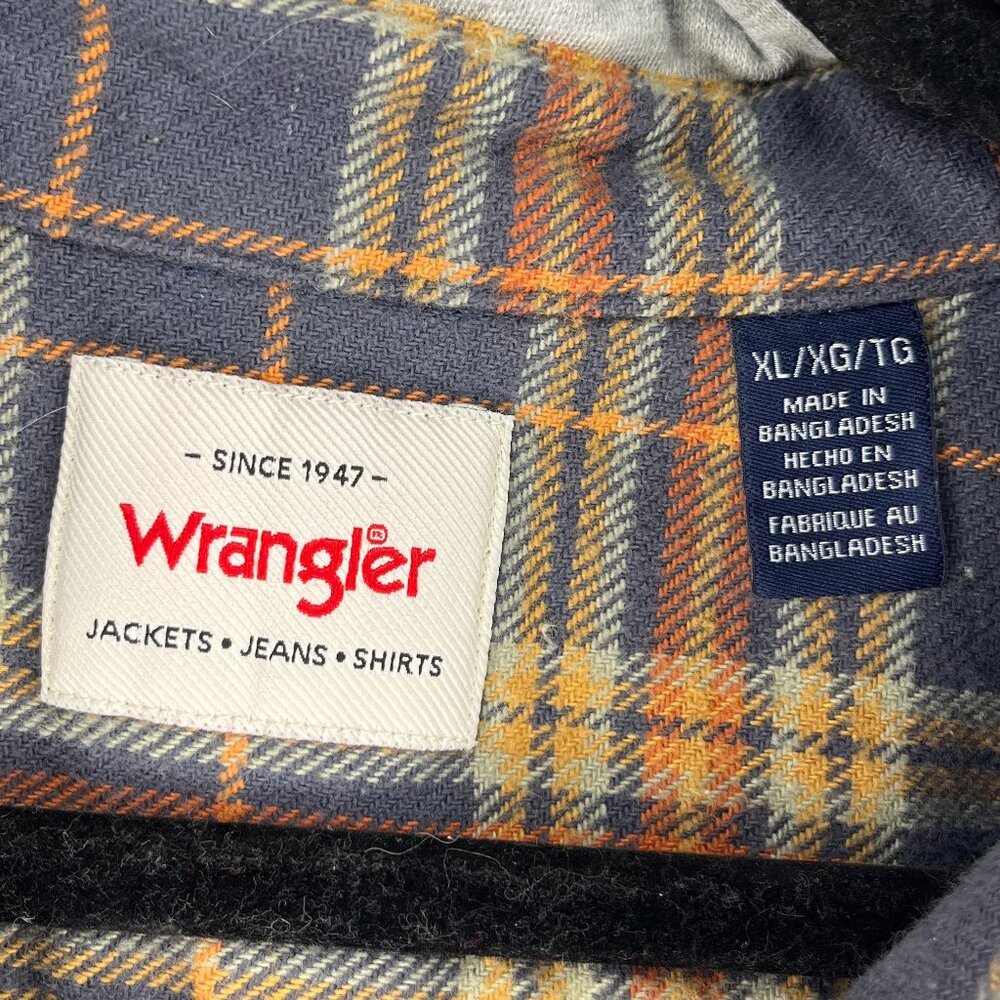 - SINCE 1947 -
Wrangler
JACKETS • JEANS • SHIRTS
XL/XG/TG
MADE IN
BANGLADESH
HECHO EN
BANGLADESH
FABRIQUE AU
BANGLADESH